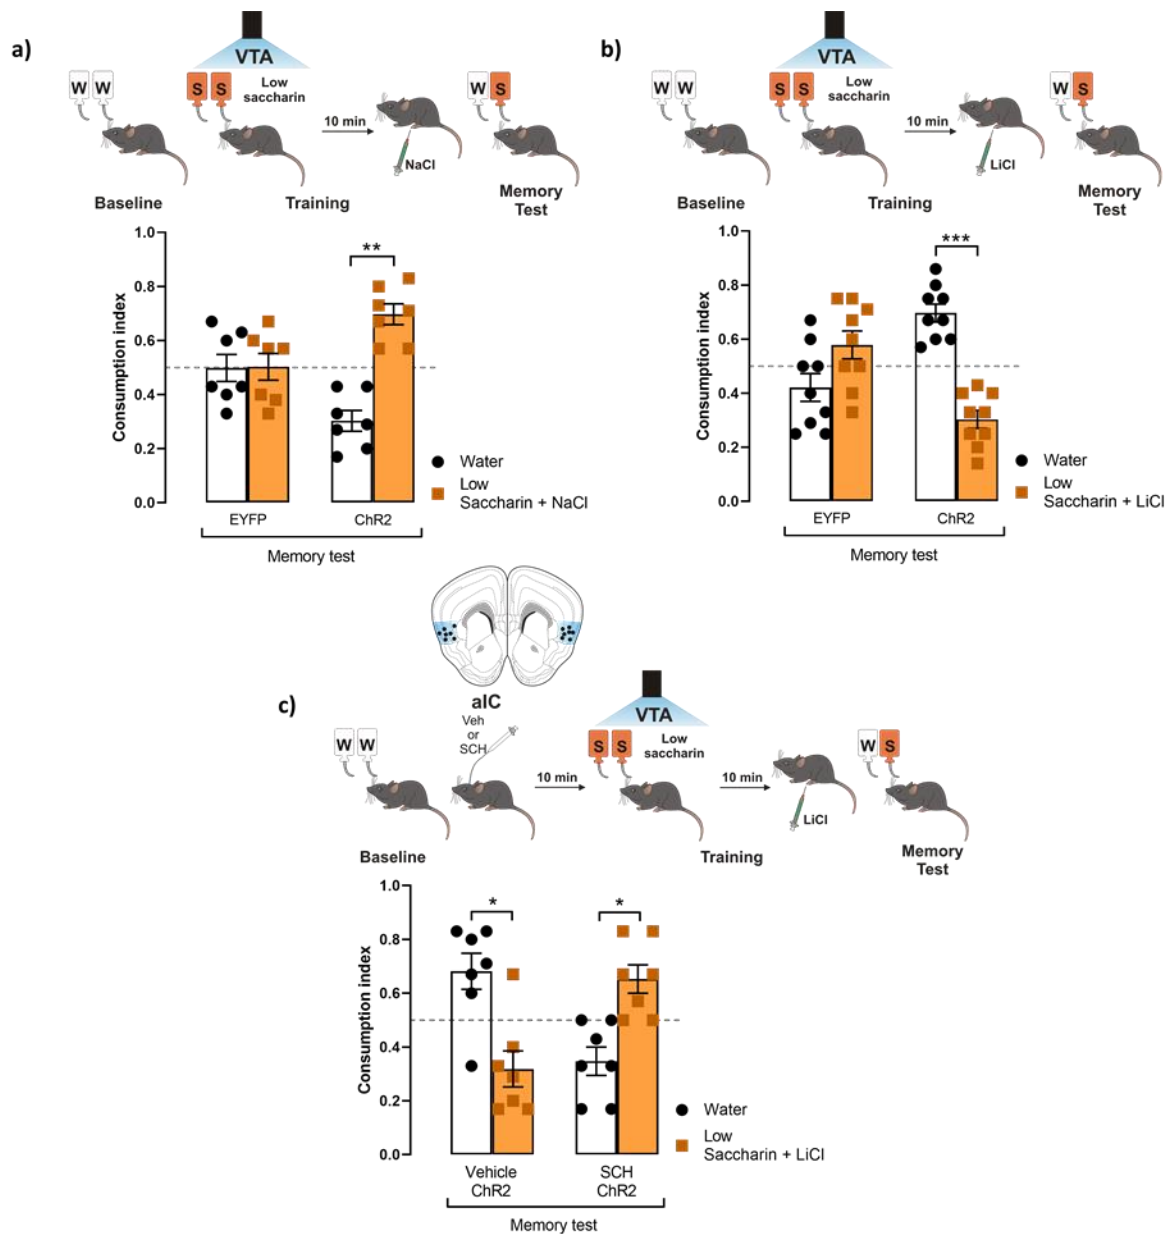 a)
VTA
W W
S S
Low
saccharin
10 min
NaCl
W S
Baseline
Training
Memory
Test
Consumption index
1.0
0.8
0.6
0.4
0.2
0.0
**
EYFP
ChR2
Memory test
Water
Low
Saccharin + NaCl
b)
VTA
W W
S S
Low
saccharin
10 min
LiCl
W S
Baseline
Training
Memory
Test
Consumption index
1.0
0.8
0.6
0.4
0.2
0.0
***
EYFP
ChR2
Memory test
Water
Low
Saccharin + LiCl
c)
aIC
Veh
or
SCH
W W
10 min
VTA
S S
Low
saccharin
10 min
LiCl
W S
Baseline
Training
Memory
Test
Consumption index
1.0
0.8
0.6
0.4
0.2
0.0
*
*
Vehicle
ChR2
SCH
ChR2
Memory test
Water
Low
Saccharin + LiCl